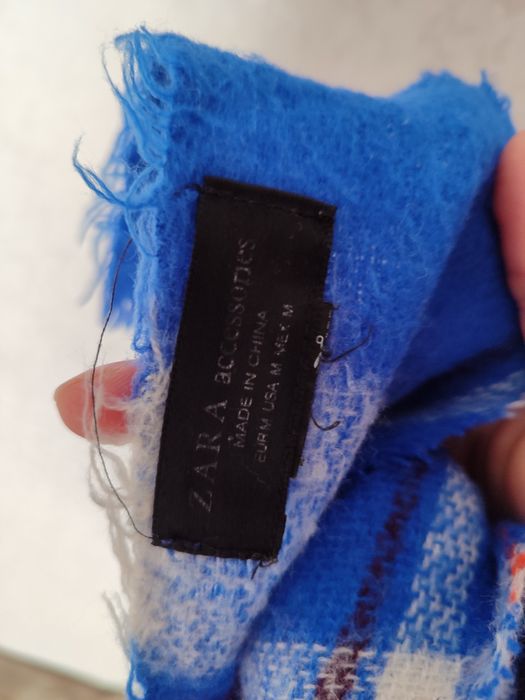 ZARA accessories
MADE IN CHINA
EUR M USA M MEX M